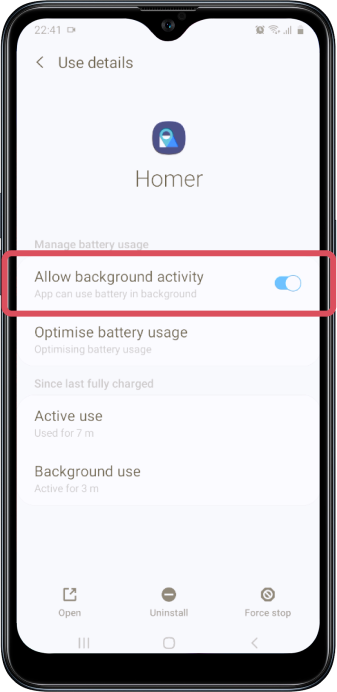 22:41
Use details
Homer
Manage battery usage
Allow background activity
App can use battery in background
Optimise battery usage
Optimising battery usage
Since last fully charged
Active use
Used for 7 m
Background use
Active for 3 m
Open Uninstall Force stop